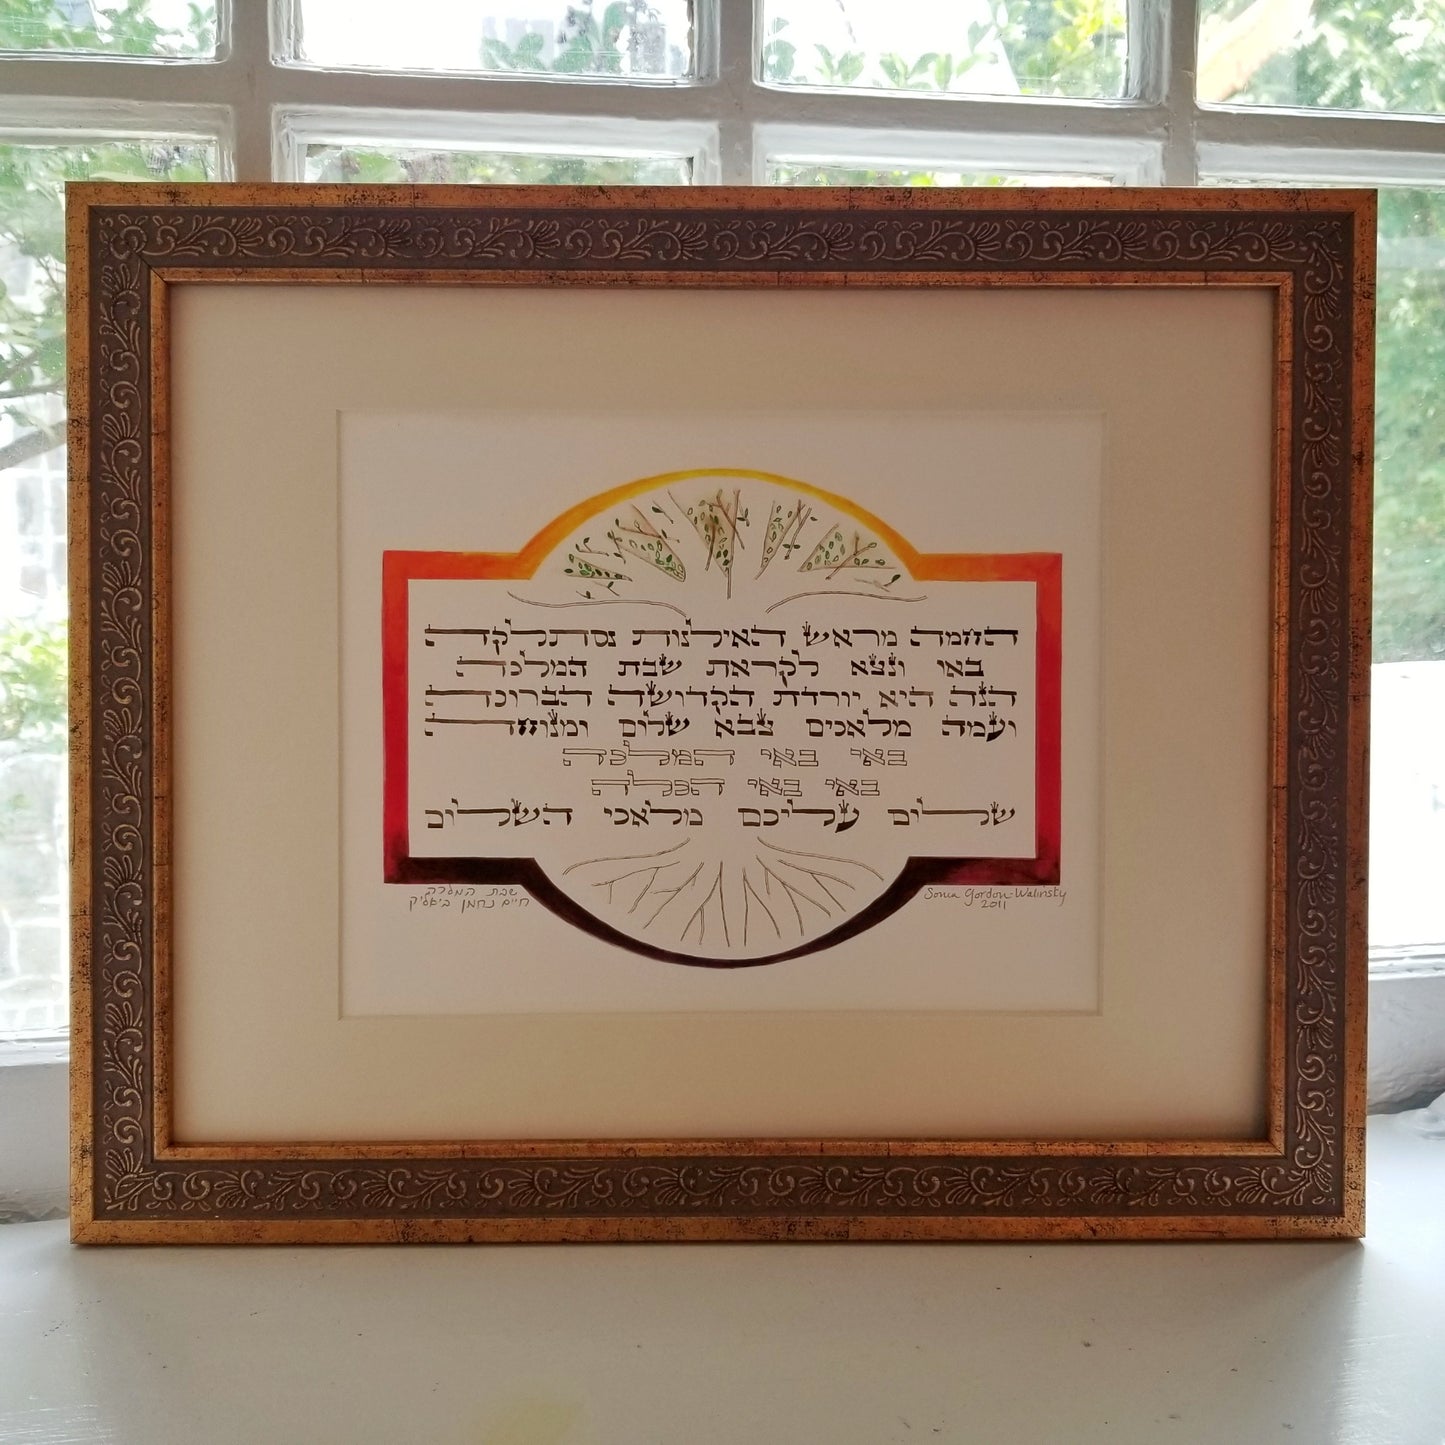 החמה מראש האילנות נסתלקה
באו ונצא לקראת שבת המלכה
הנה היא יורדת הקדושה הברוכה
ועמה מלאכים צבא שלום ומנוחה
באי באי המלכה
באי באי הכלה
שלום עליכם מלאכי השלום
שבת המלכה
חיים נחמן ביאליק
Sonia Gordon-Walinsky
2011